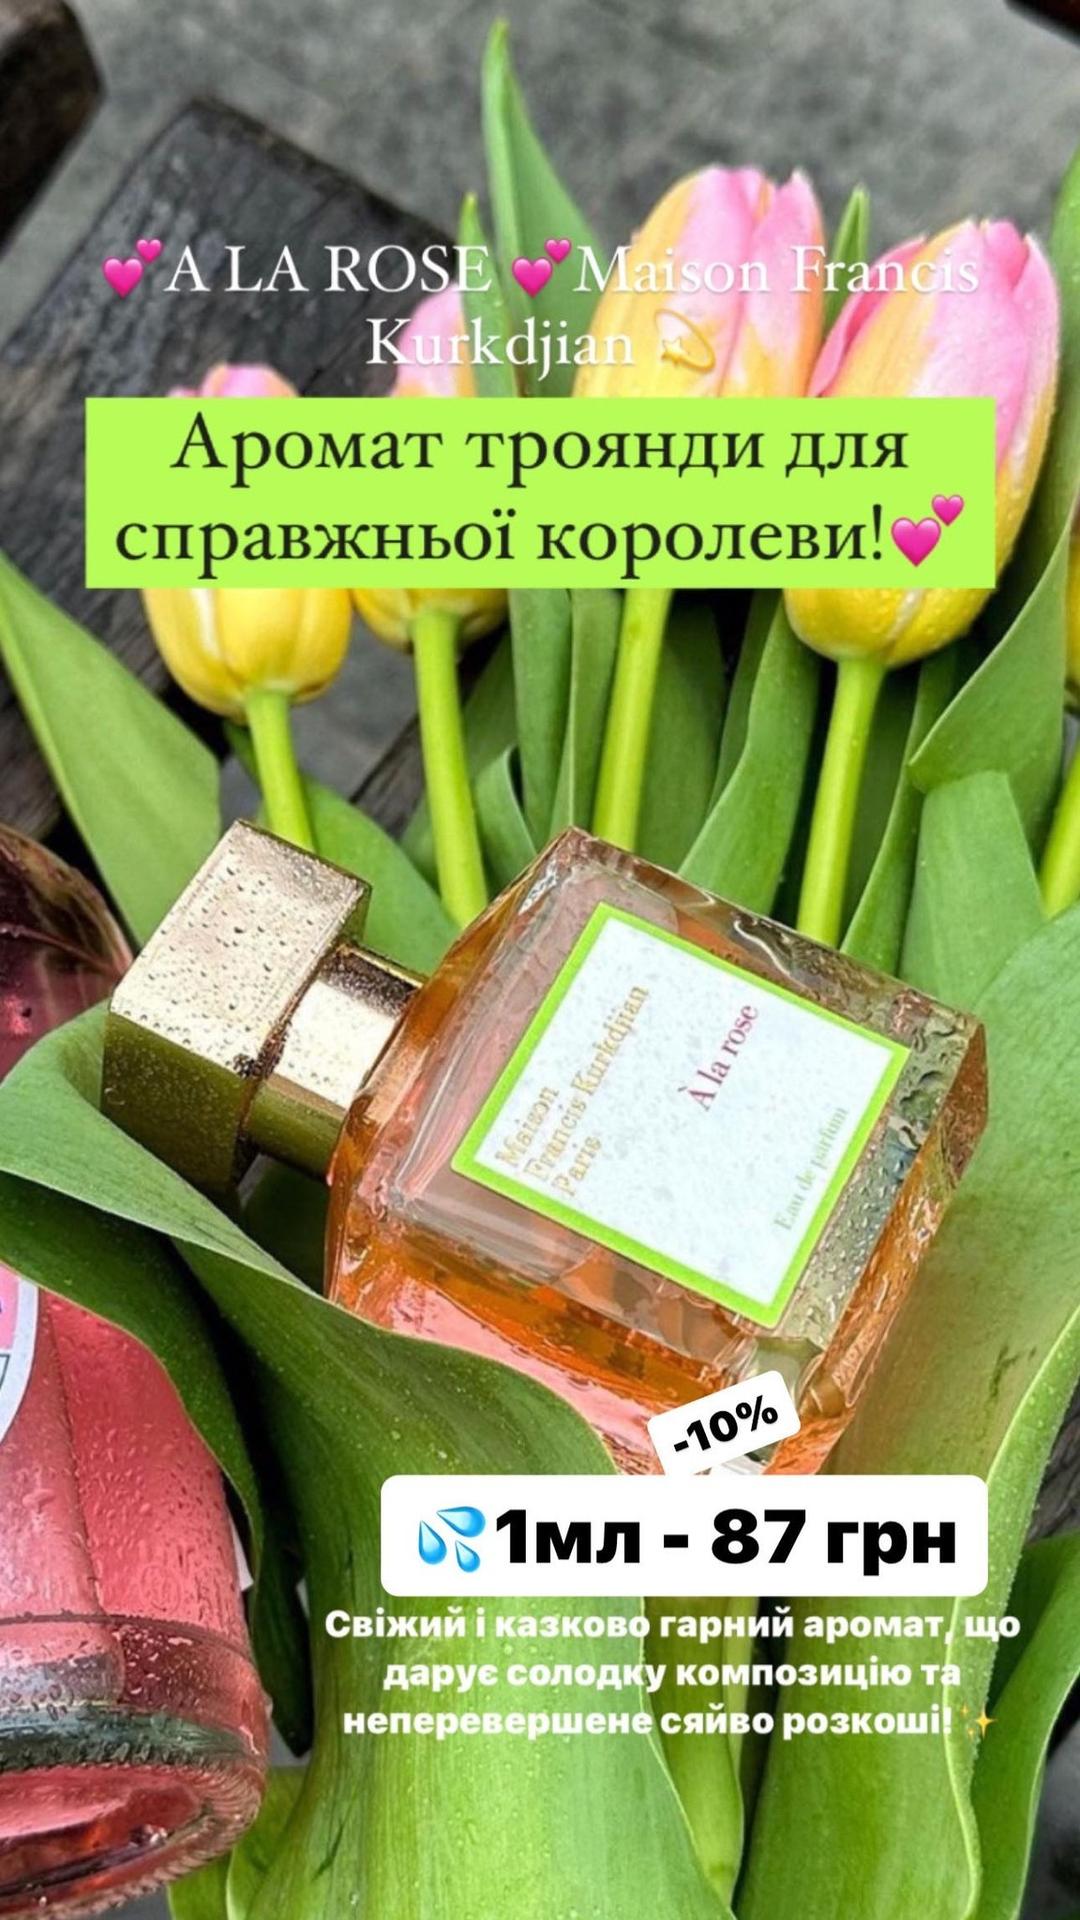 💕A LA ROSE 💕Maison Francis
Kurkdjian 💫
Аромат троянди для
справжньої королеви!💕
Maison
Francis Kurkdjian
Paris
À la rose
Eau de parfum
-10%
💦1мл - 87 грн
Свіжий і казково гарний аромат, що
дарує солодку композицію та
неперевершене сяйво розкоші! ✨